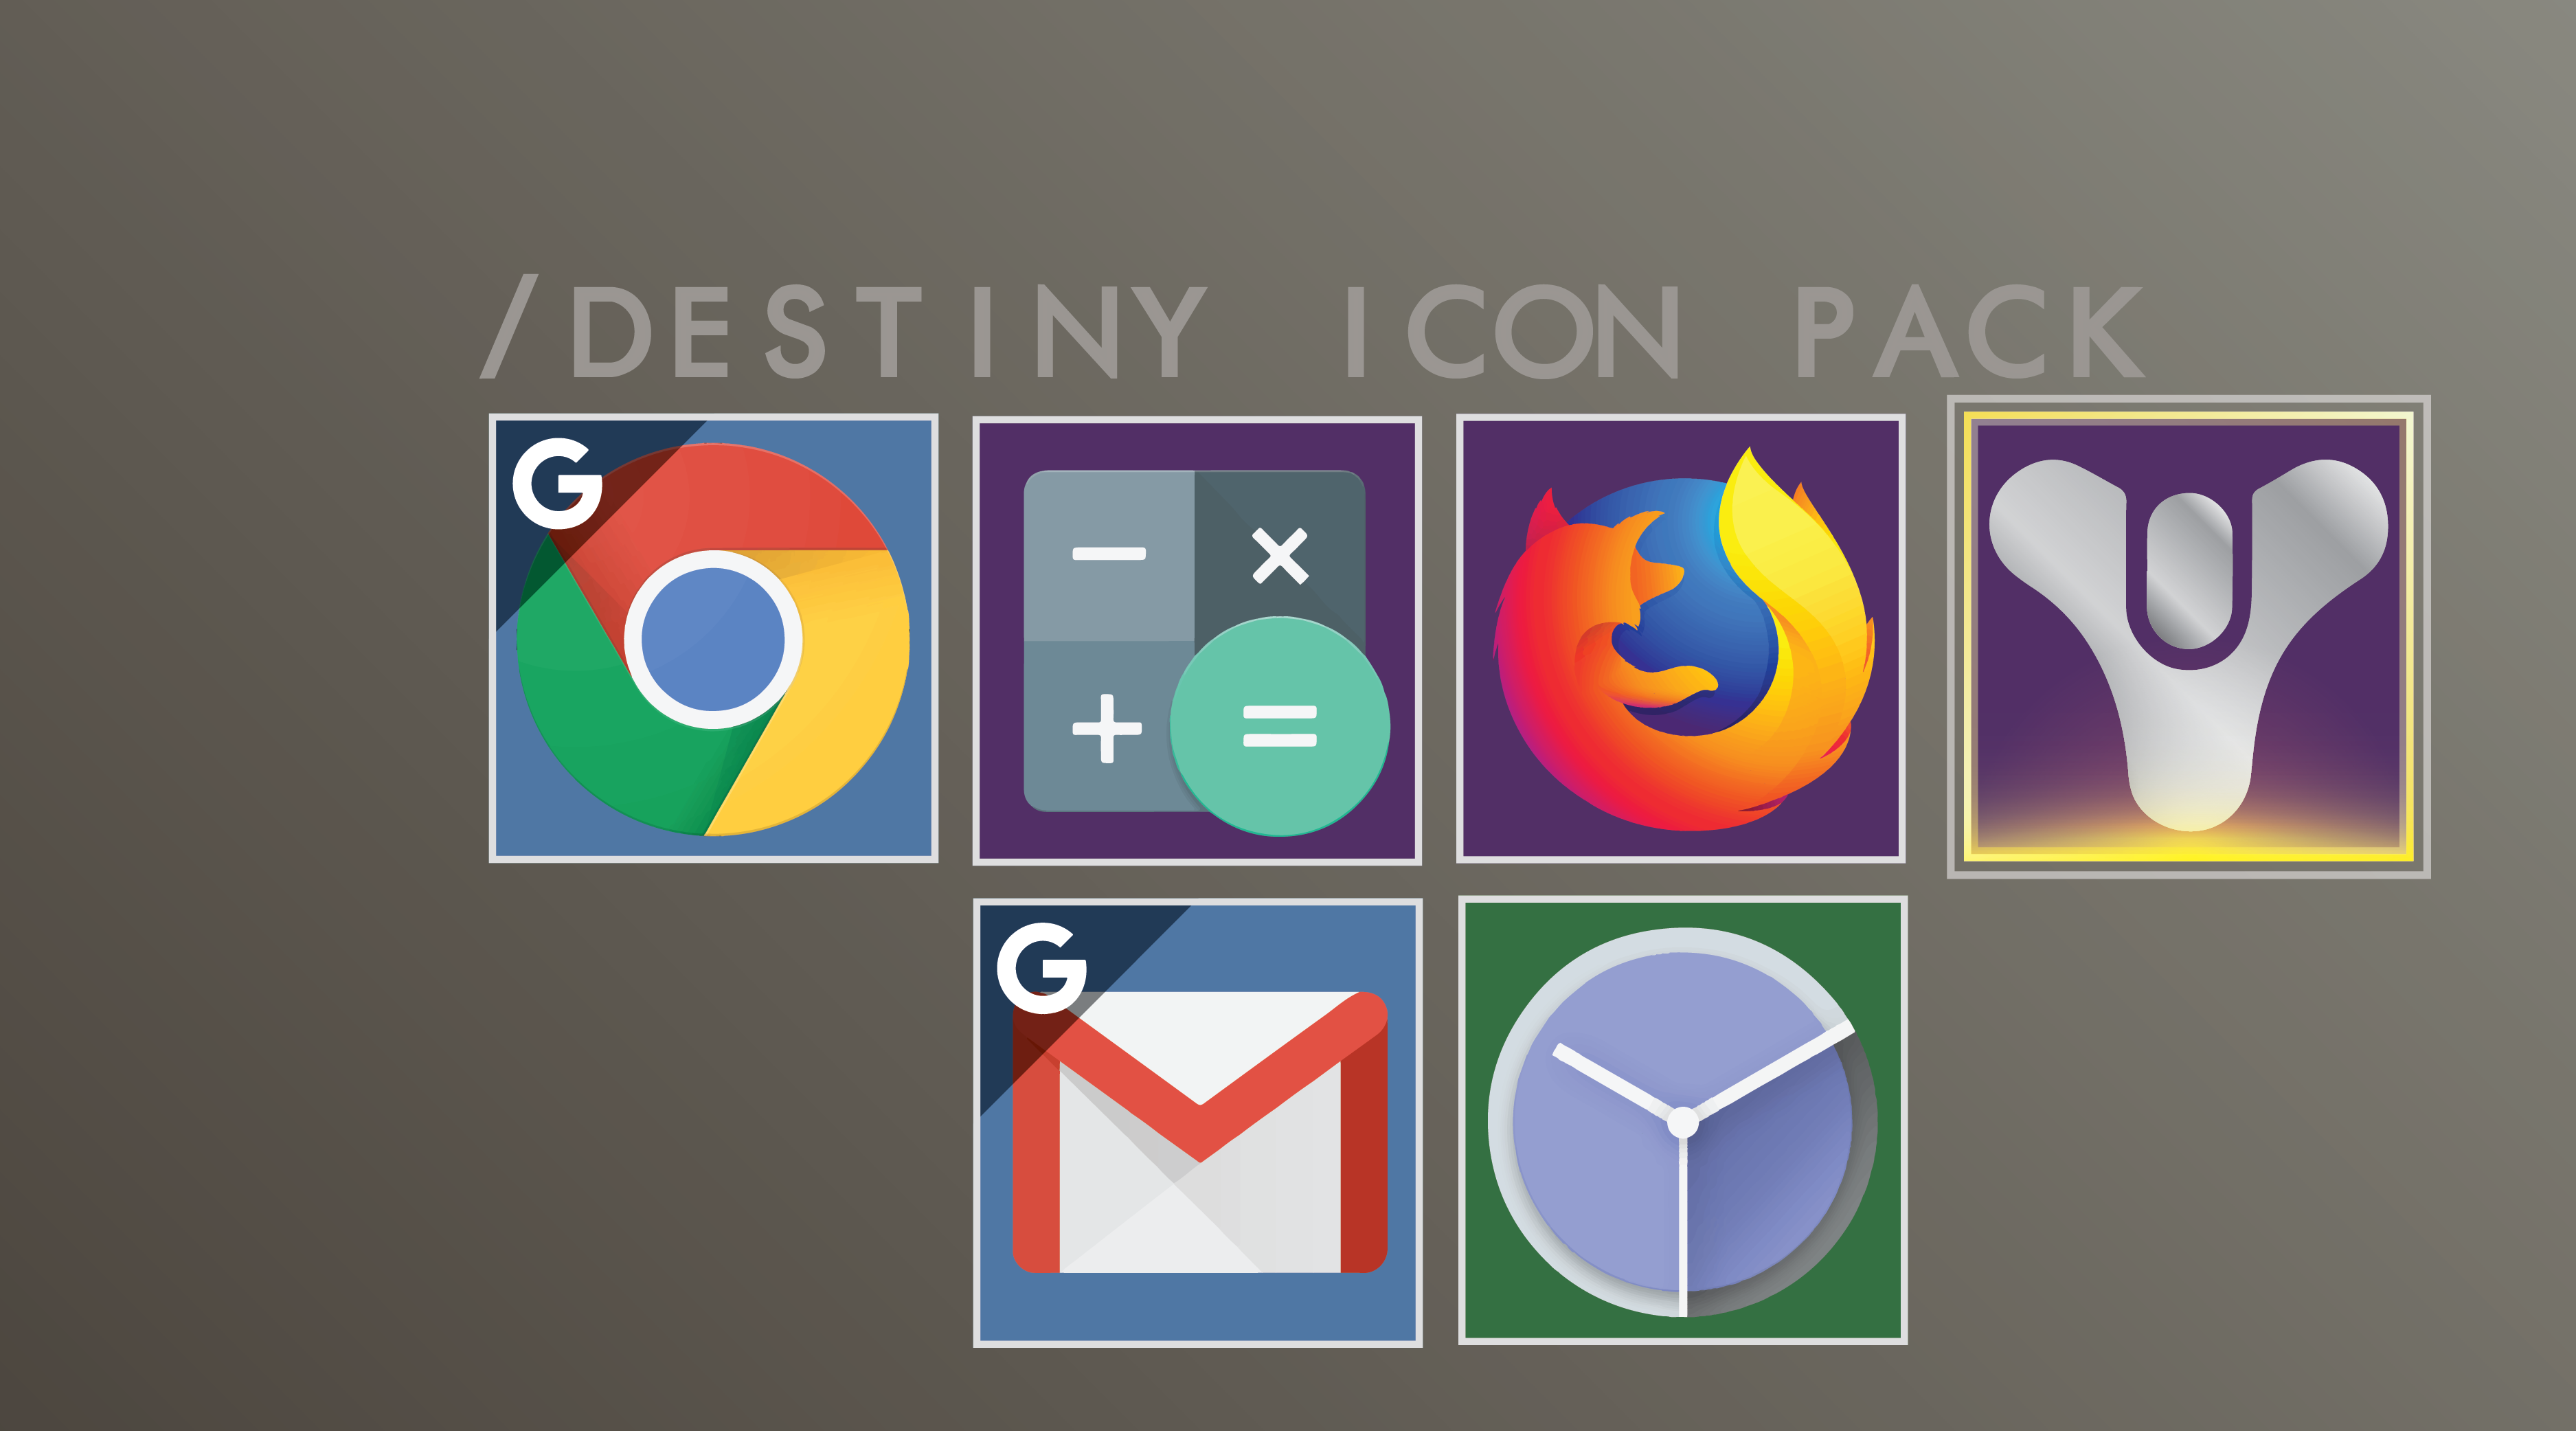 /DESTINY ICON PACK
G
− ×
+ =
G